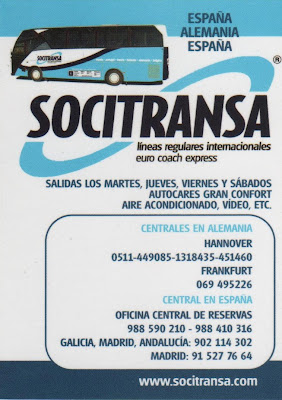 ESPAÑA
ALEMANIA
ESPAÑA
SOCITRANSA®
líneas regulares internacionales
euro coach express
SALIDAS LOS MARTES, JUEVES, VIERNES Y SÁBADOS
AUTOCARES GRAN CONFORT
AIRE ACONDICIONADO, VÍDEO, ETC.
CENTRALES EN ALEMANIA
HANNOVER
0511-449085-1318435-451460
FRANKFURT
069 495226
CENTRAL EN ESPAÑA
OFICINA CENTRAL DE RESERVAS
988 590 210 - 988 410 316
GALICIA, MADRID, ANDALUCÍA: 902 114 302
MADRID: 91 527 76 64
www.socitransa.com